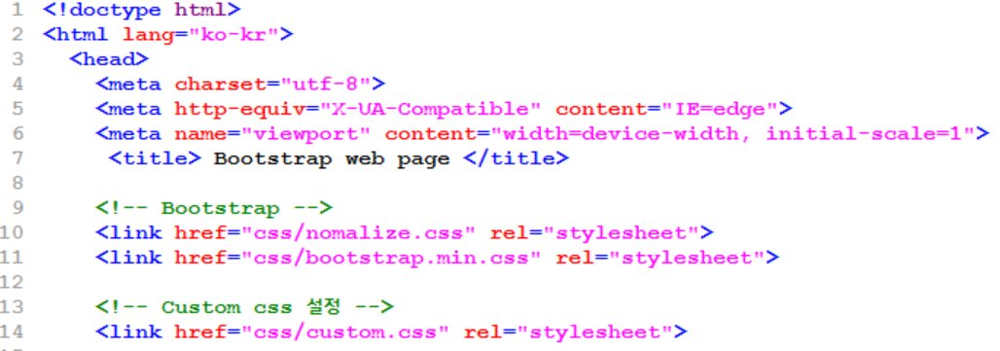 1 <!doctype html>
2 <html lang="ko-kr">
3 <head>
4 <meta charset="utf-8">
5 <meta http-equiv="X-UA-Compatible" content="IE=edge">
6 <meta name="viewport" content="width=device-width, initial-scale=1">
7 <title> Bootstrap web page </title>
8
9 <!-- Bootstrap -->
10 <link href="css/nomalize.css" rel="stylesheet">
11 <link href="css/bootstrap.min.css" rel="stylesheet">
12
13 <!-- Custom css 설정 -->
14 <link href="css/custom.css" rel="stylesheet">